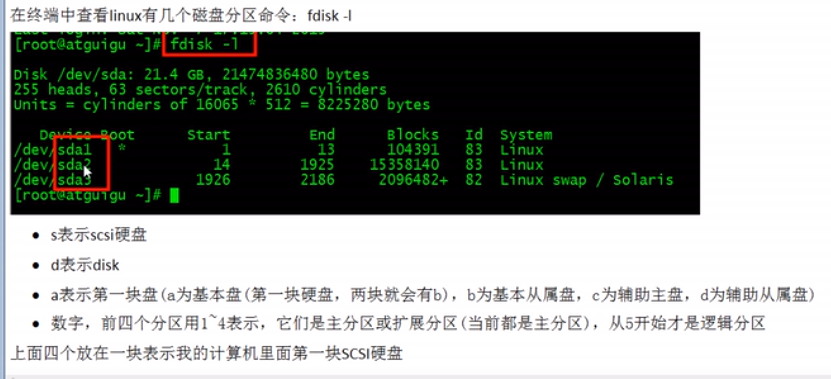 在终端中查看linux有几个磁盘分区命令：fdisk -l
[root@atguigu ~]# fdisk -l
Disk /dev/sda: 21.4 GB, 21474836480 bytes
255 heads, 63 sectors/track, 2610 cylinders
Units = cylinders of 16065 * 512 = 8225280 bytes
Device Boot Start End Blocks Id System
/dev/sda1 * 1 13 104391 83 Linux
/dev/sda2 14 1925 15358140 83 Linux
/dev/sda3 1926 2186 2096482+ 82 Linux swap / Solaris
[root@atguigu ~]#
• s表示scsi硬盘
• d表示disk
• a表示第一块盘(a为基本盘(第一块硬盘，两块就会有b)，b为基本从属盘，c为辅助主盘，d为辅助从属盘)
• 数字，前四个分区用1~4表示，它们是主分区或扩展分区(当前都是主分区)，从5开始才是逻辑分区
上面四个放在一块表示我的计算机里面第一块SCSI硬盘